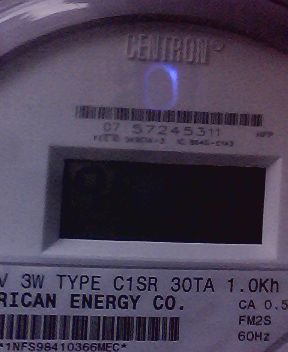 CENTRON®
07 57245311
V 3W TYPE C1SR 30TA 1.0Kh
RICAN ENERGY CO.
CA 0.5
FM2S
60Hz
*1NFS98410366MEC*